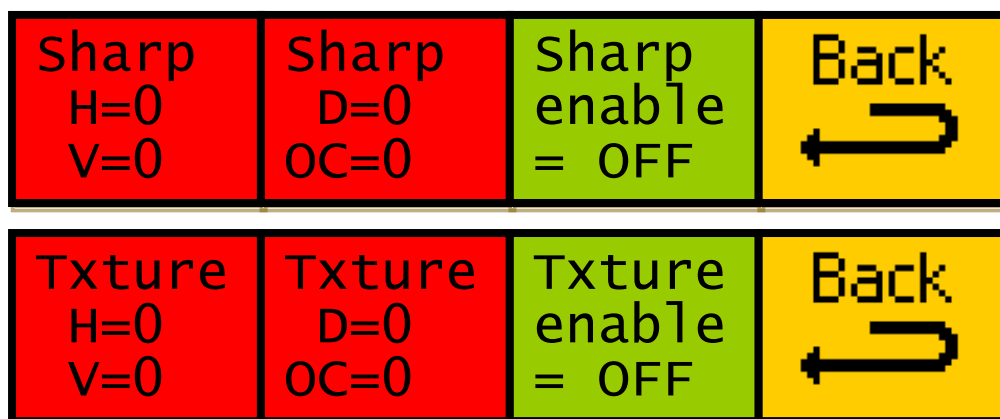 Sharp
H=0
V=0
Sharp
D=0
OC=0
Sharp
enable
= OFF
Back
Txture
H=0
V=0
Txture
D=0
OC=0
Txture
enable
= OFF
Back